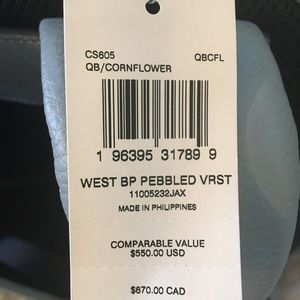 CS605 QBCFL
QB/CORNFLOWER
1 96395 31789 9
WEST BP PEBBLED VRST
11005232JAX
MADE IN PHILIPPINES
COMPARABLE VALUE
$550.00 USD
$670.00 CAD